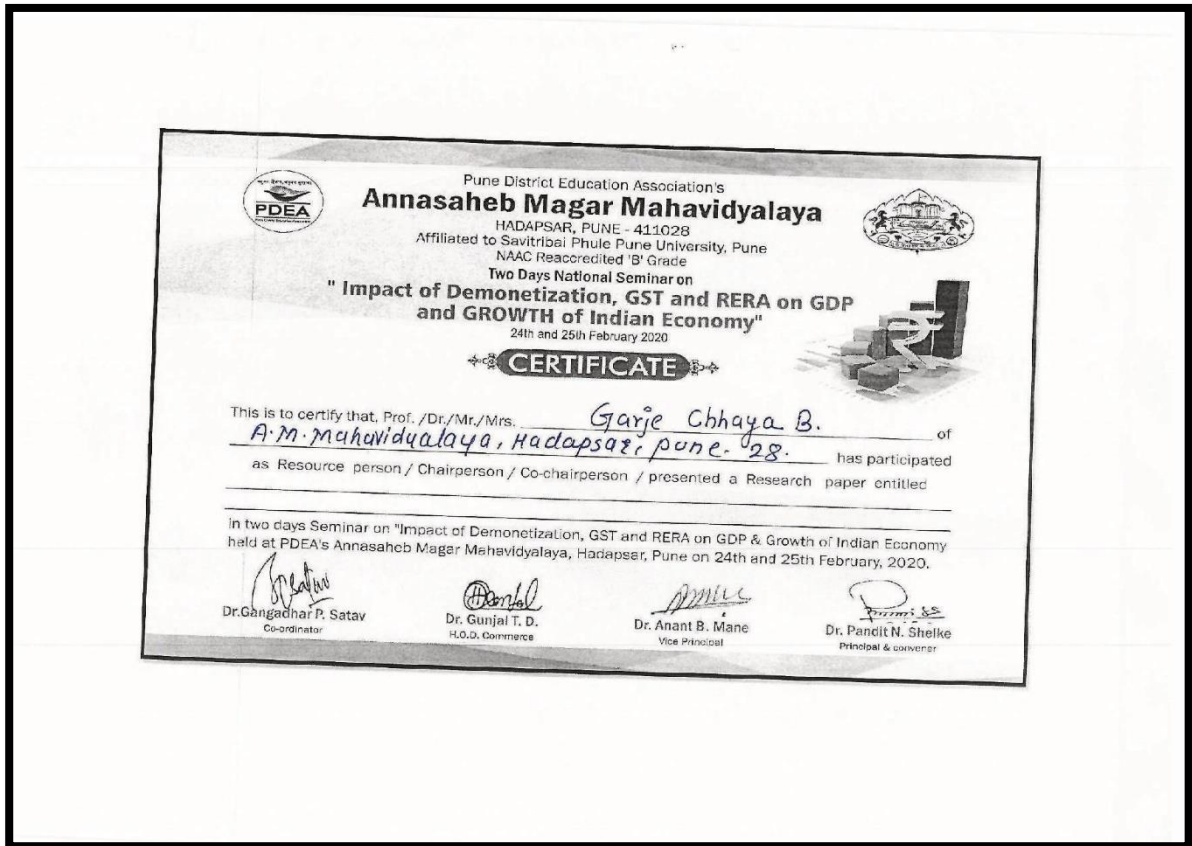 Pune District Education Association's
PDEA
Annasaheb Magar Mahavidyalaya
HADAPSAR, PUNE - 411028
Affiliated to Savitribai Phule Pune University, Pune
NAAC Reaccredited 'B' Grade
Two Days National Seminar on
" Impact of Demonetization, GST and RERA on GDP
and GROWTH of Indian Economy"
24th and 25th February 2020
CERTIFICATE
This is to certify that, Prof. /Dr./Mr./Mrs. Garje Chhaya B. of
A.M. Mahavidyalaya, Hadapsar, pune- 28. has participated
as Resource person / Chairperson / Co-chairperson / presented a Research paper entitled
In two days Seminar on "Impact of Demonetization, GST and RERA on GDP & Growth of Indian Economy
held at PDEA's Annasaheb Magar Mahavidyalaya, Hadapsar, Pune on 24th and 25th February, 2020.
Dr.Gangadhar P. Satav
Co-ordinator
Dr. Gunjal T. D.
H.O.D. Commerce
Dr. Anant B. Mane
Vice Principal
Dr. Pandit N. Shelke
Principal & convener